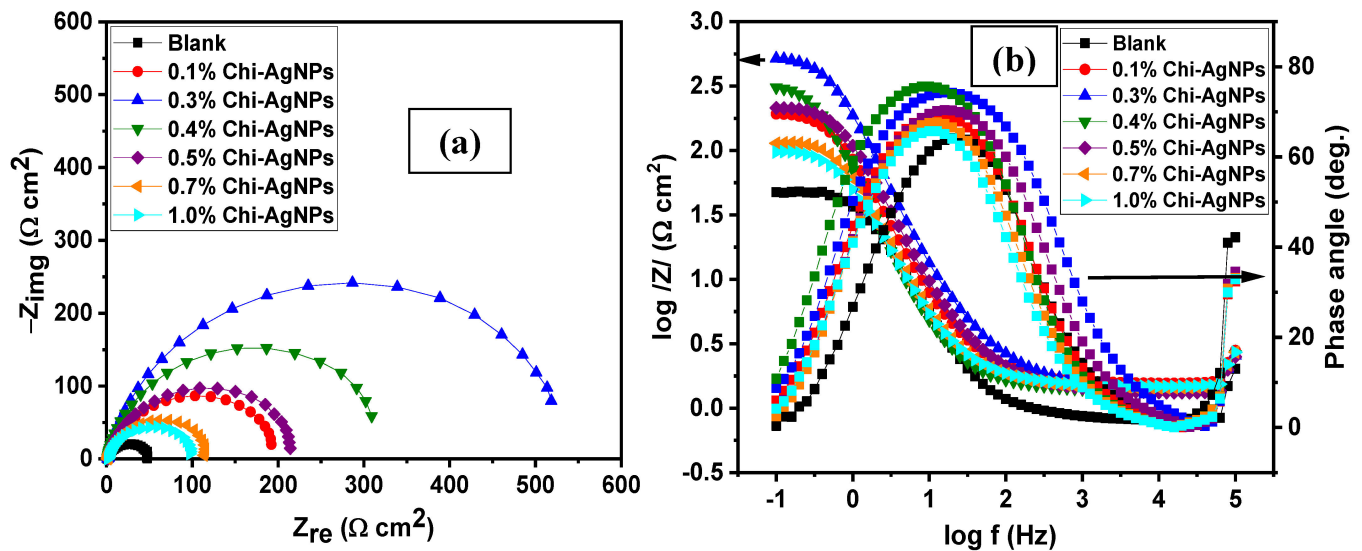 600
500
400
300
200
100
0
−Zimg (Ω cm²)
Blank
0.1% Chi-AgNPs
0.3% Chi-AgNPs
0.4% Chi-AgNPs
0.5% Chi-AgNPs
0.7% Chi-AgNPs
1.0% Chi-AgNPs
(a)
0 100 200 300 400 500 600
Zre (Ω cm²)
3.0
2.5
2.0
1.5
1.0
0.5
0.0
-0.5
log /Z/ (Ω cm²)
(b)
Blank
0.1% Chi-AgNPs
0.3% Chi-AgNPs
0.4% Chi-AgNPs
0.5% Chi-AgNPs
0.7% Chi-AgNPs
1.0% Chi-AgNPs
80
60
40
20
0
Phase angle (deg.)
-1 0 1 2 3 4 5
log f (Hz)